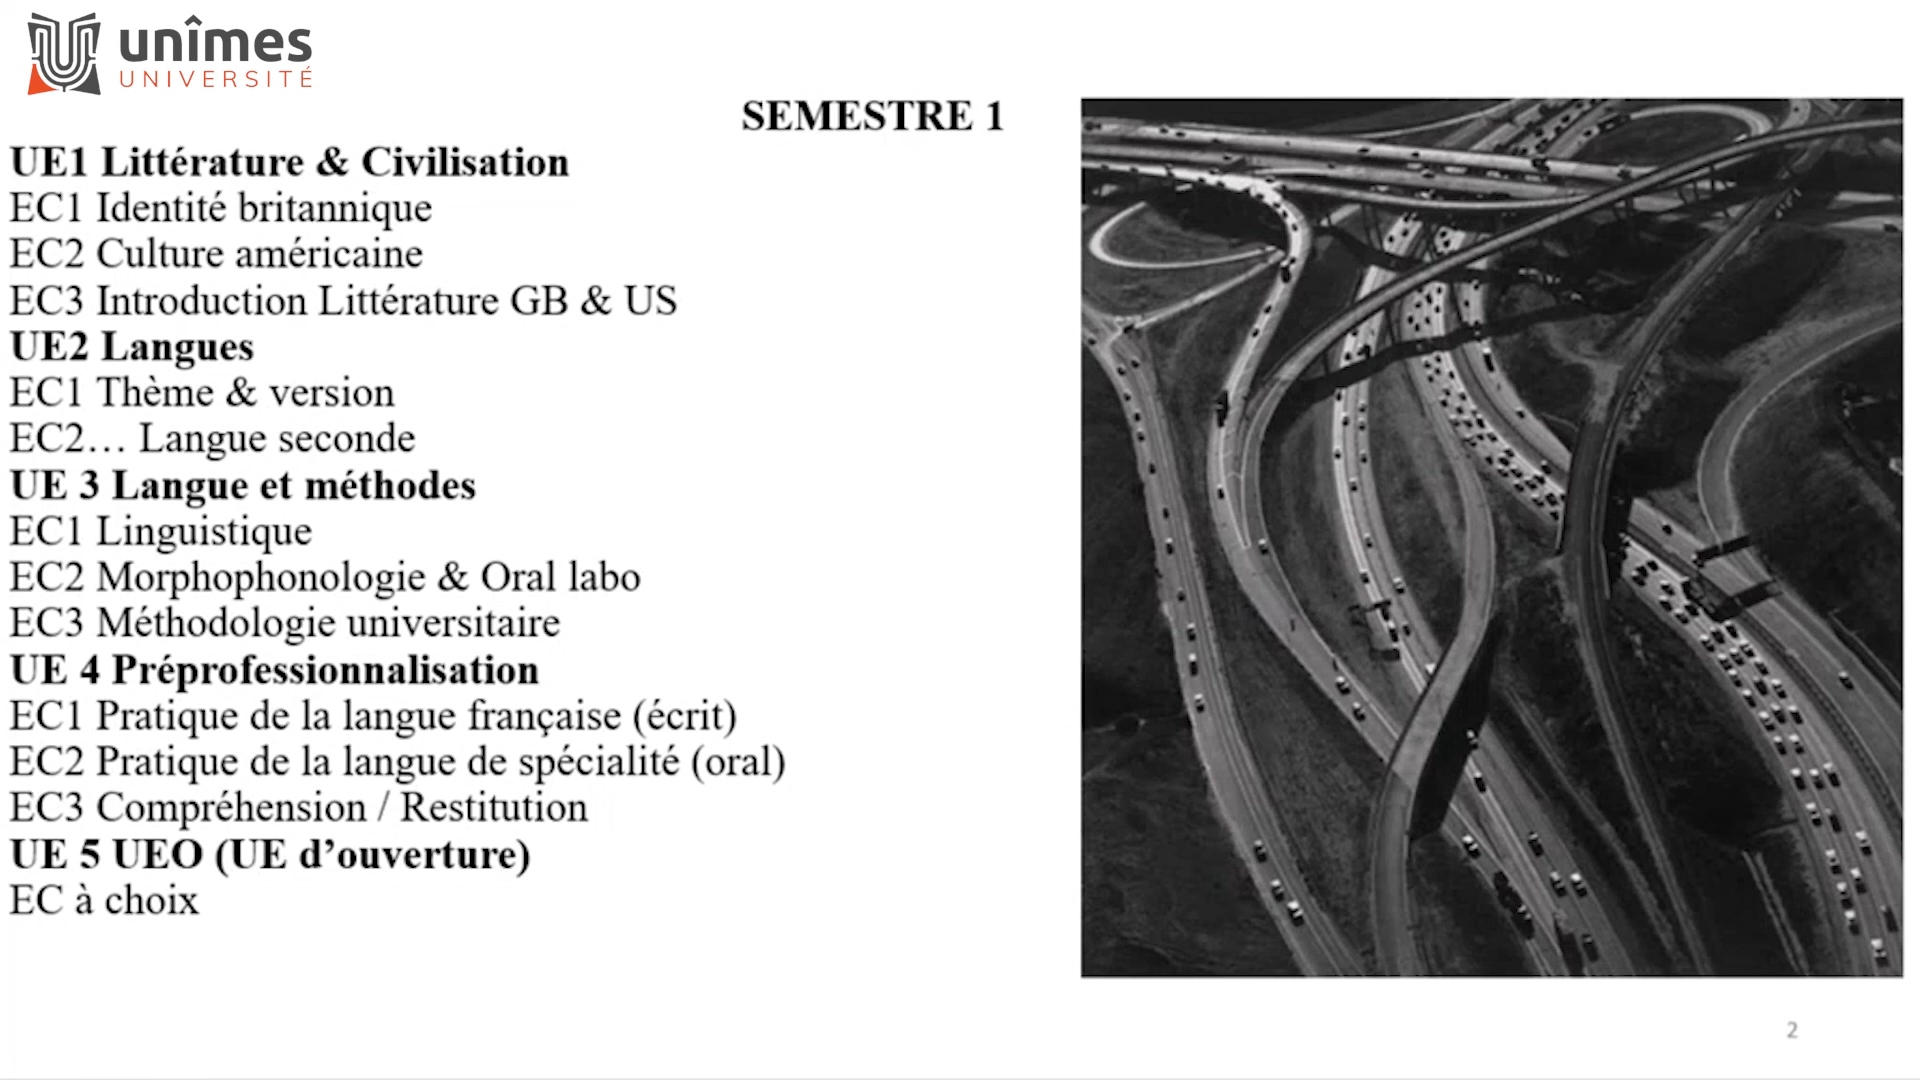 unîmes
UNIVERSITÉ
SEMESTRE 1
UE1 Littérature & Civilisation
EC1 Identité britannique
EC2 Culture américaine
EC3 Introduction Littérature GB & US
UE2 Langues
EC1 Thème & version
EC2… Langue seconde
UE 3 Langue et méthodes
EC1 Linguistique
EC2 Morphophonologie & Oral labo
EC3 Méthodologie universitaire
UE 4 Préprofessionnalisation
EC1 Pratique de la langue française (écrit)
EC2 Pratique de la langue de spécialité (oral)
EC3 Compréhension / Restitution
UE 5 UEO (UE d’ouverture)
EC à choix
2